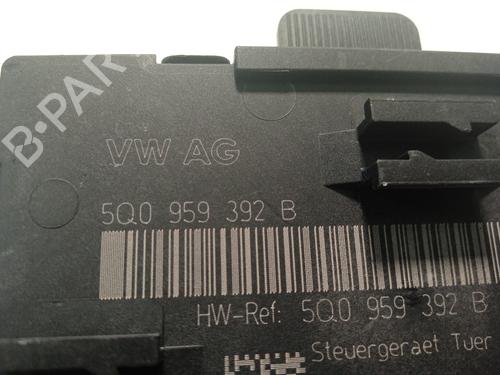 B-PAR
VW AG
5Q0 959 392 B
HW-Ref: 5Q0 959 392 B
Steuergeraet Tuer